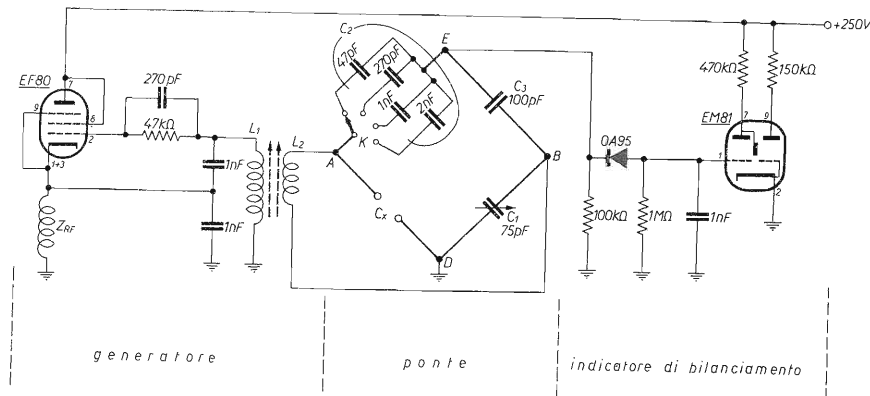 +250V
EF80
7
9
6
2
1+3
270pF
47kΩ
1nF
1nF
Z_RF
L₁
L₂
A
K
C₂
47pF
270pF
1nF
2nF
E
C₃
100pF
B
C₁
75pF
Cₓ
D
OA95
100kΩ
1MΩ
1nF
470kΩ
150kΩ
EM81
7
9
1
2
generatore
ponte
indicatore di bilanciamento